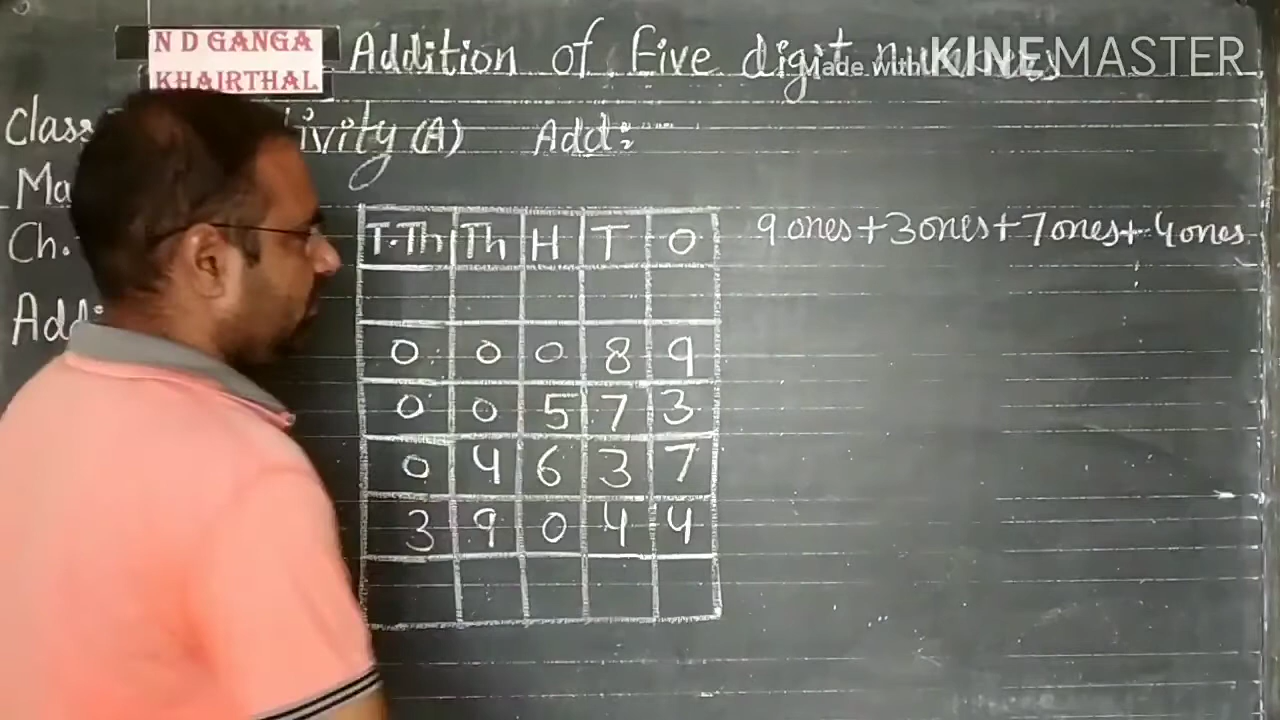 N D GANGA
KHAIRTHAL
Addition of Five digit
Made with KINEMASTER
Class
ivity (A) Add:
Ma
Ch.
Addi
T.Th Th H T O
0 0 0 8 9
0 0 5 7 3
0 4 6 3 7
3 9 0 4 4
9 ones + 3 ones + 7 ones + 4 ones